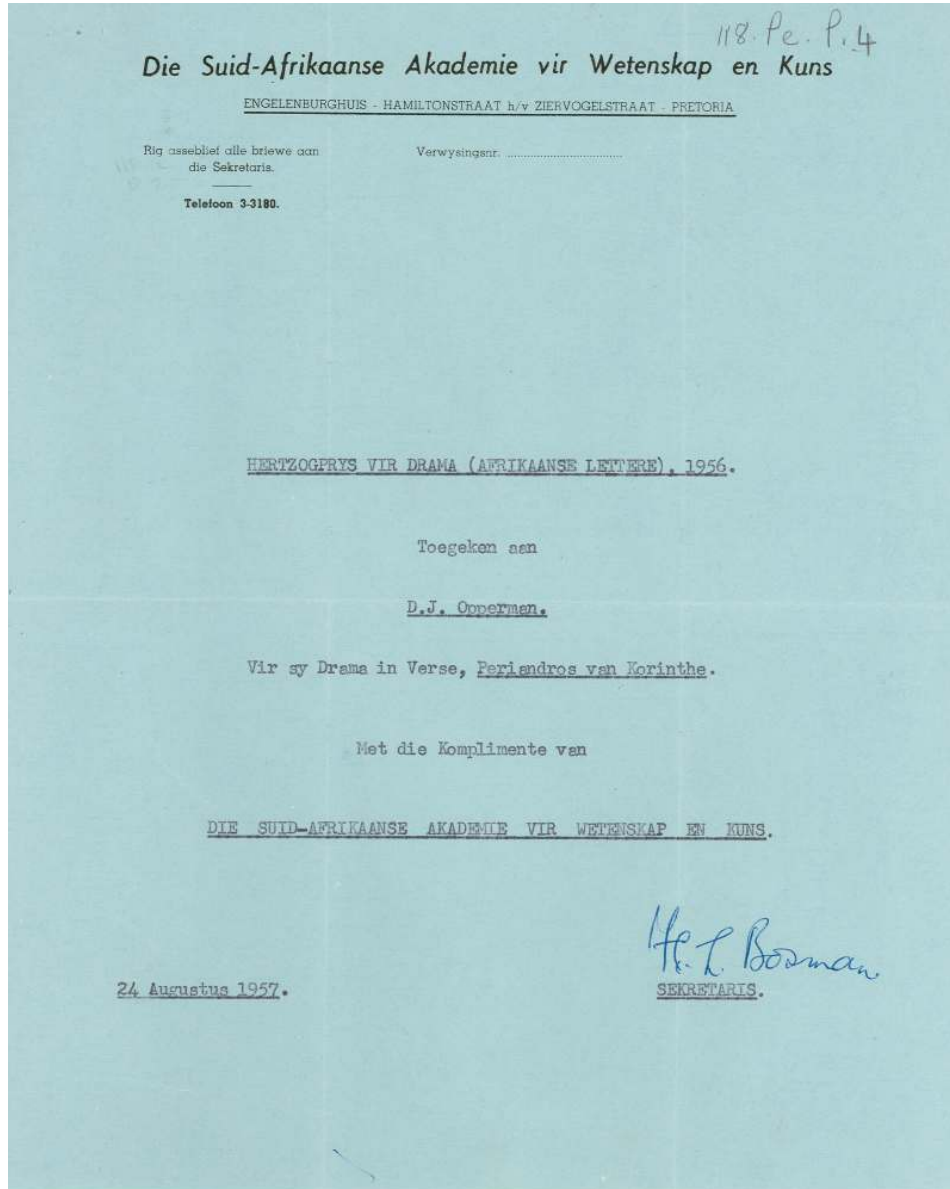 118. Pe. P. 4
Die Suid-Afrikaanse Akademie vir Wetenskap en Kuns
ENGELENBURGHUIS - HAMILTONSTRAAT h/v ZIERVOGELSTRAAT - PRETORIA
Rig asseblief alle briewe aan
die Sekretaris.
Verwysingsnr. ....................................
Telefoon 3-3180.
HERTZOGPRYS VIR DRAMA (AFRIKAANSE LETTERE), 1956.
Toegeken aan
D.J. Opperman.
Vir sy Drama in Verse, Periandros van Korinthe.
Met die Komplimente van
DIE SUID-AFRIKAANSE AKADEMIE VIR WETENSKAP EN KUNS.
H. L. Bosman
24 Augustus 1957.
SEKRETARIS.